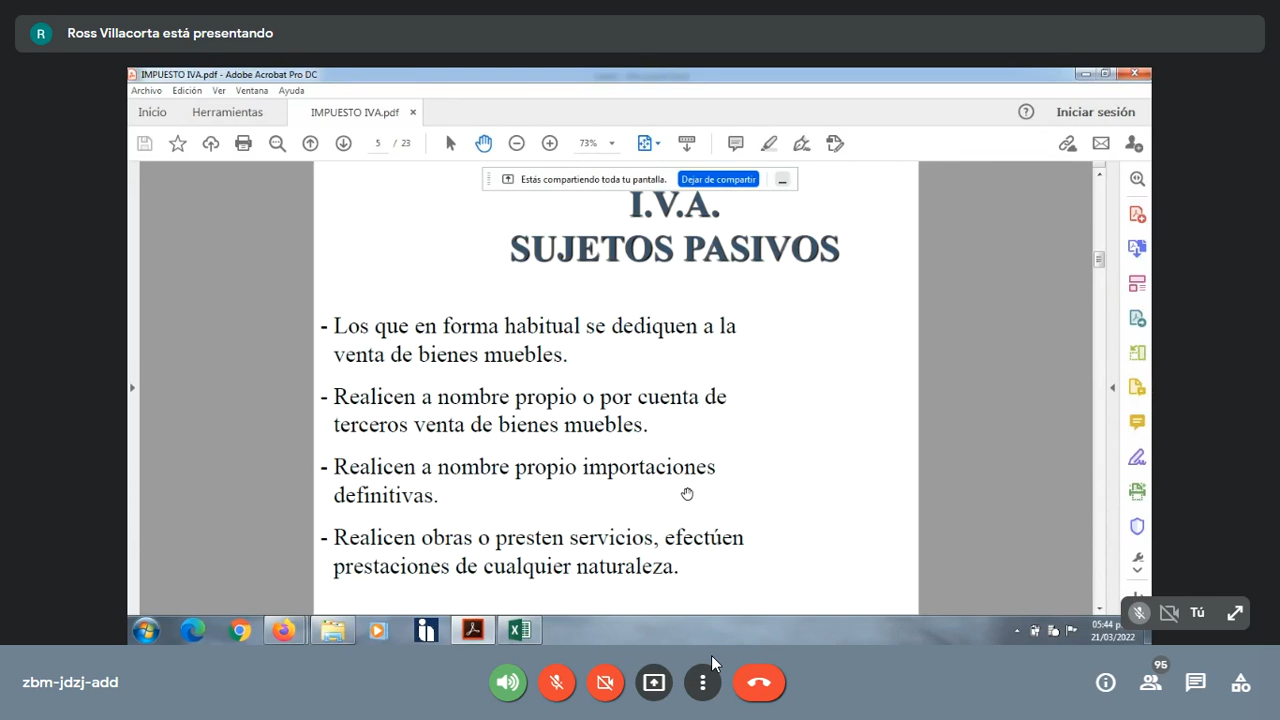 R
Ross Villacorta está presentando
IMPUESTO IVA.pdf - Adobe Acrobat Pro DC
Archivo Edición Ver Ventana Ayuda
Inicio Herramientas IMPUESTO IVA.pdf × Iniciar sesión
5 / 23 73%
Estás compartiendo toda tu pantalla. Dejar de compartir
I.V.A.
SUJETOS PASIVOS
- Los que en forma habitual se dediquen a la
venta de bienes muebles.
- Realicen a nombre propio o por cuenta de
terceros venta de bienes muebles.
- Realicen a nombre propio importaciones
definitivas.
- Realicen obras o presten servicios, efectúen
prestaciones de cualquier naturaleza.
Tú
05:44 p.
21/03/2022
zbm-jdzj-add
95